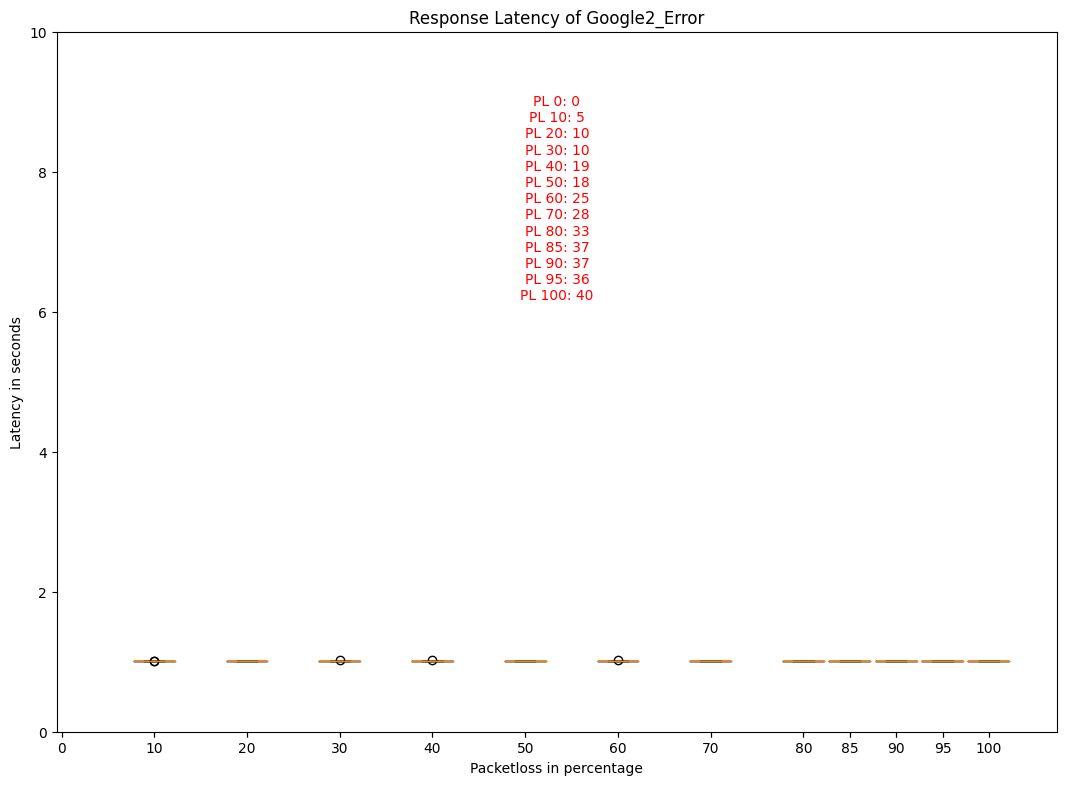 Response Latency of Google2_Error
10
8
6
4
2
0
Latency in seconds
PL 0: 0
PL 10: 5
PL 20: 10
PL 30: 10
PL 40: 19
PL 50: 18
PL 60: 25
PL 70: 28
PL 80: 33
PL 85: 37
PL 90: 37
PL 95: 36
PL 100: 40
0 10 20 30 40 50 60 70 80 85 90 95 100
Packetloss in percentage